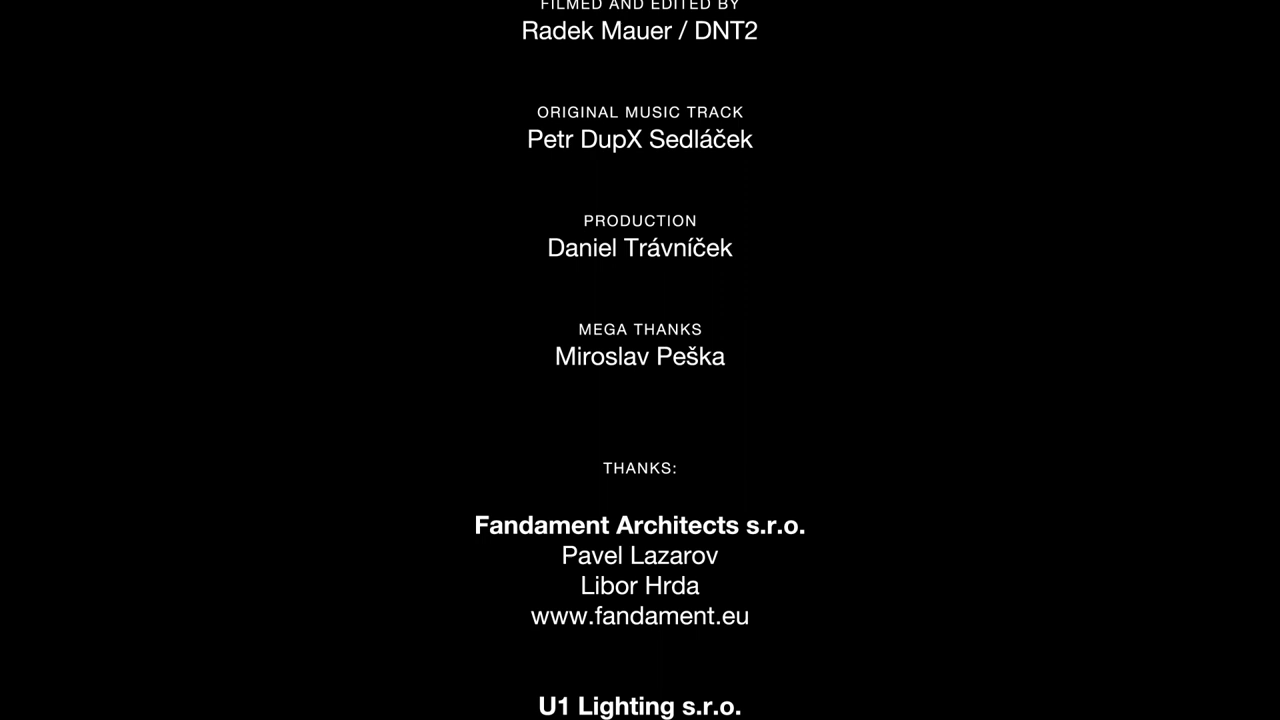 FILMED AND EDITED BY
Radek Mauer / DNT2
ORIGINAL MUSIC TRACK
Petr DupX Sedláček
PRODUCTION
Daniel Trávníček
MEGA THANKS
Miroslav Peška
THANKS:
Fandament Architects s.r.o.
Pavel Lazarov
Libor Hrda
www.fandament.eu
U1 Lighting s.r.o.